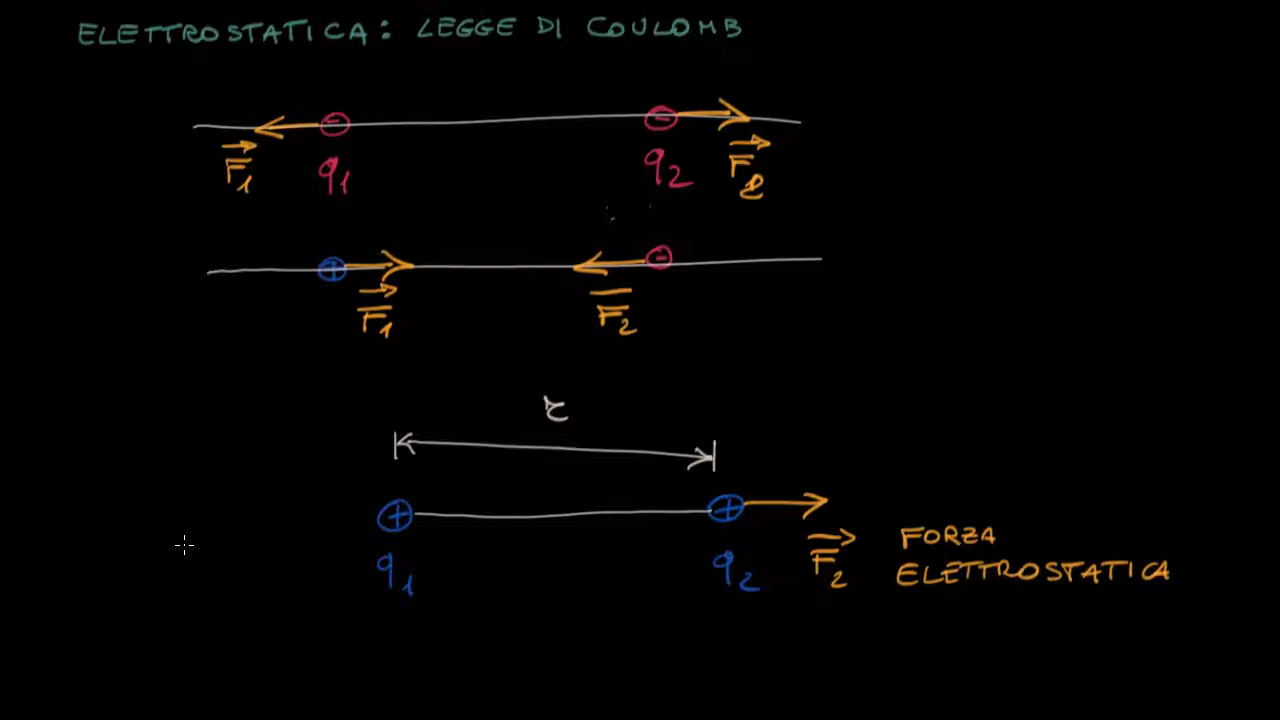 ELETTROSTATICA: LEGGE DI COULOMB
- -
F1 q1 q2 F2
+ -
F1 F2
r
+ +
q1 q2 F2 FORZA
ELETTROSTATICA